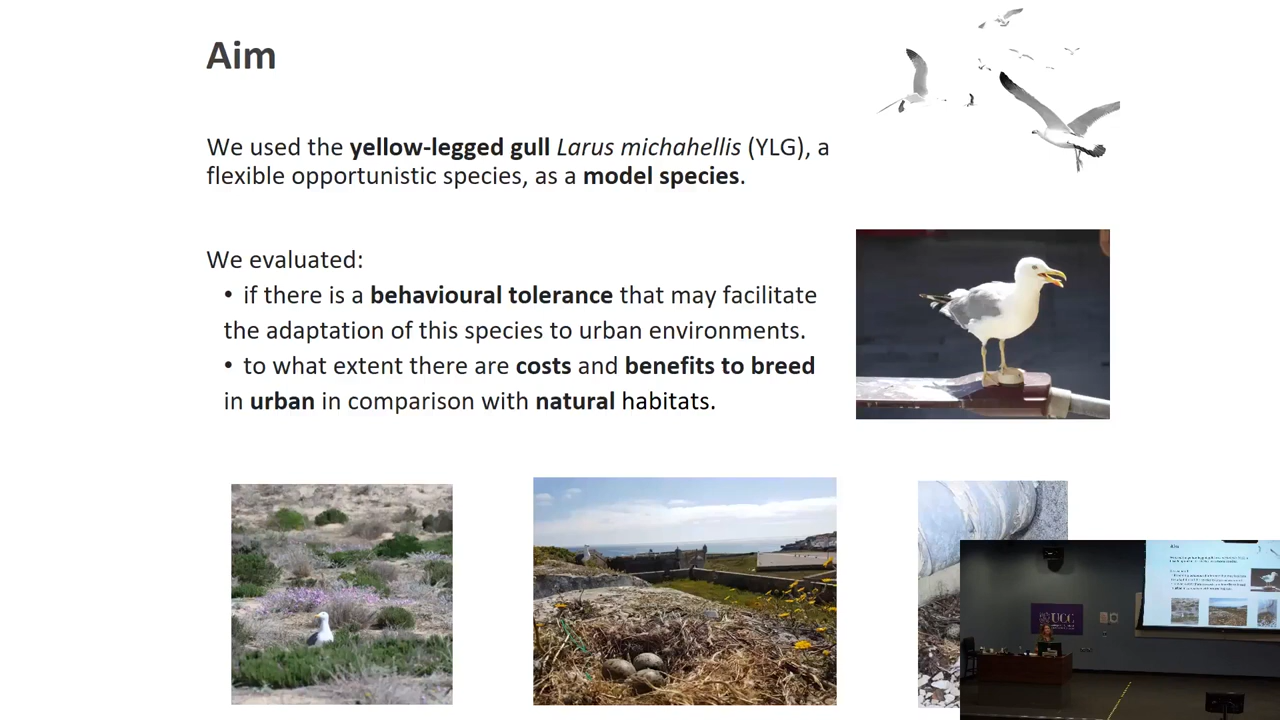 Aim
We used the yellow-legged gull Larus michahellis (YLG), a
flexible opportunistic species, as a model species.
We evaluated:
• if there is a behavioural tolerance that may facilitate
the adaptation of this species to urban environments.
• to what extent there are costs and benefits to breed
in urban in comparison with natural habitats.
Aim
UCC